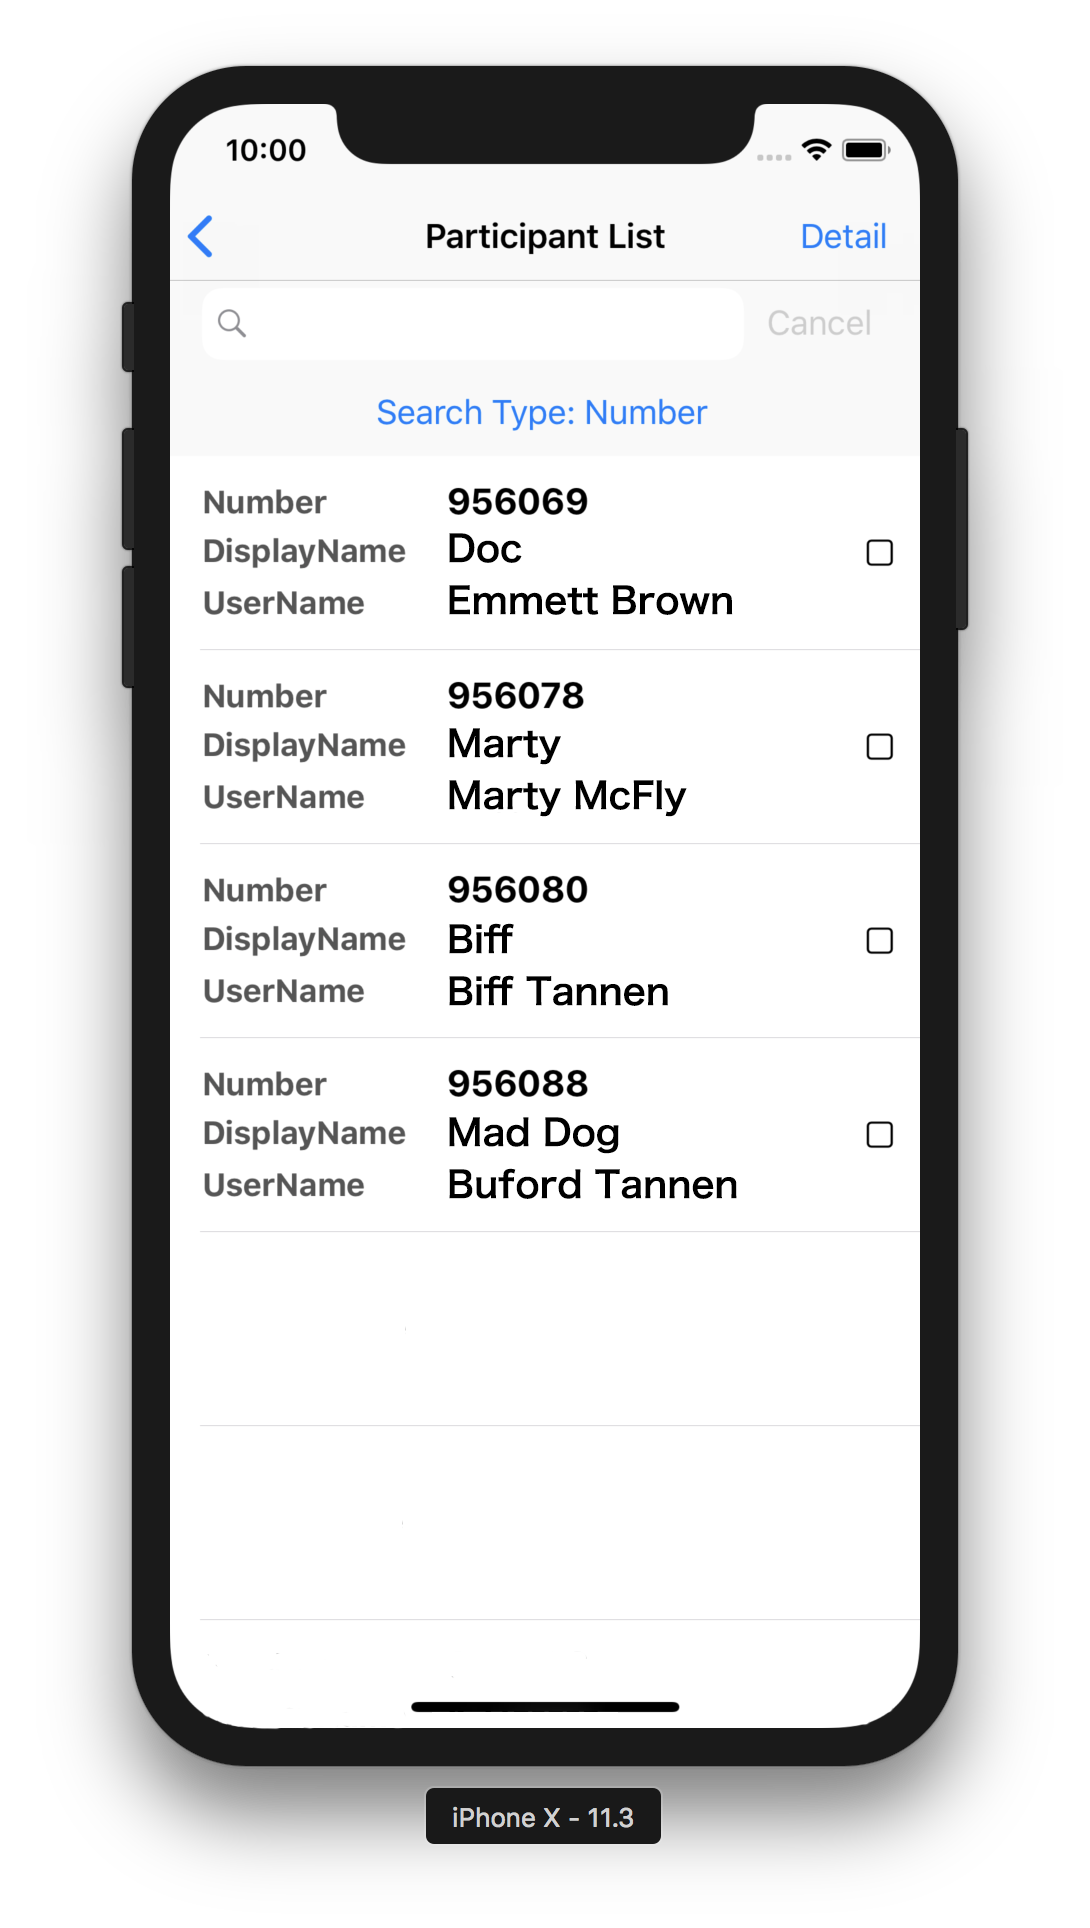 10:00
Participant List
Detail
Cancel
Search Type: Number
Number 956069
DisplayName Doc
UserName Emmett Brown
Number 956078
DisplayName Marty
UserName Marty McFly
Number 956080
DisplayName Biff
UserName Biff Tannen
Number 956088
DisplayName Mad Dog
UserName Buford Tannen
iPhone X - 11.3